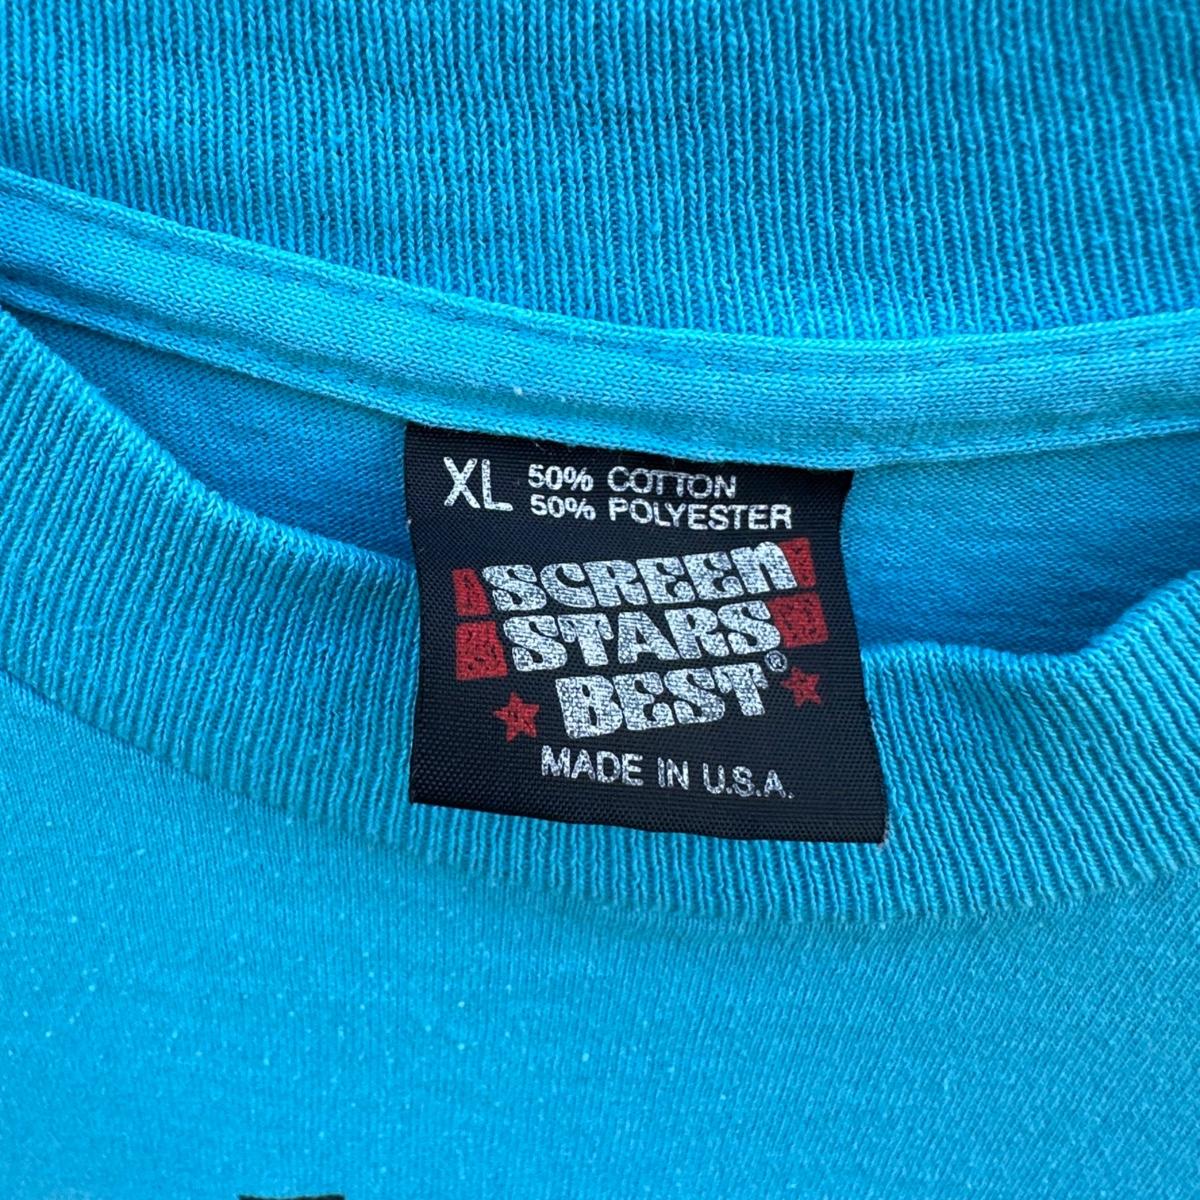 XL 50% COTTON
50% POLYESTER
SCREEN
STARS
BEST®
MADE IN U.S.A.